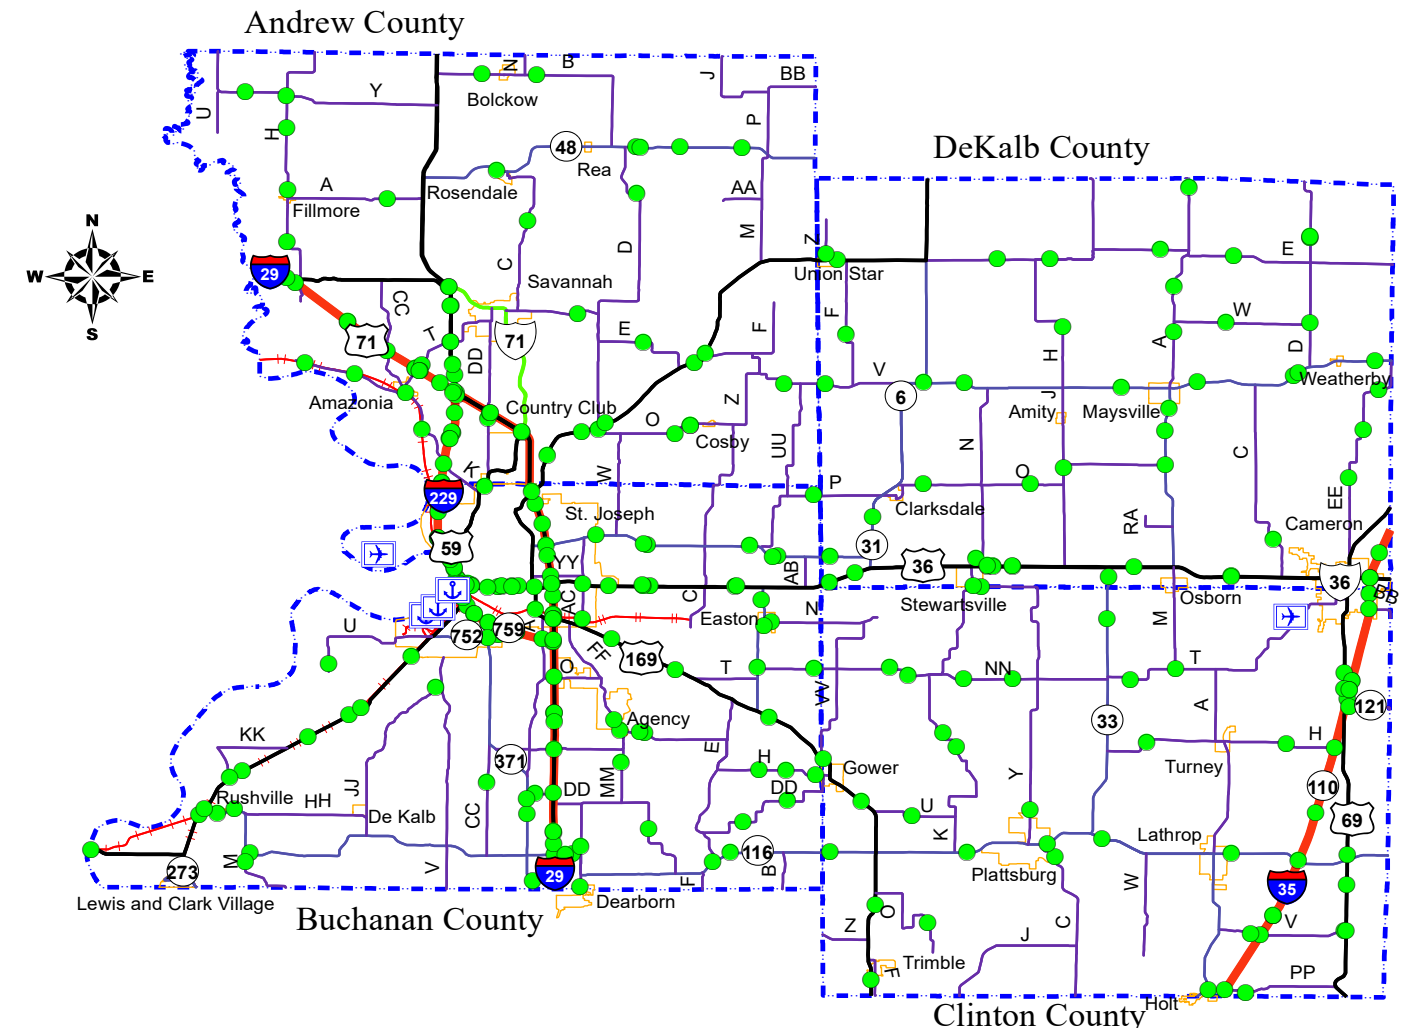 Andrew County
B
N
J
BB
Y
Bolckow
U
P
H
48
DeKalb County
Rea
A
Rosendale
AA
Fillmore
N
M
D
Z
E
C
W
E
29
Union Star
S
Savannah
CC
W
T
F
F
E
71
71
A
H
DD
D
V
Weatherby
6
Amazonia
Country Club
Z
J
Amity
Maysville
O
Cosby
UU
N
C
K
W
O
P
EE
229
Clarksdale
St. Joseph
RA
Cameron
59
31
YY
36
AB
36
AC
C
Stewartsville
Osborn
BB
N
Easton
M
U
752
759
A
FF
169
T
NN
T
O
VV
A
121
33
Agency
KK
E
H
371
H
Turney
Gower
Y
MM
DD
DD
110
JJ
Rushville
HH
U
69
De Kalb
CC
K
Lathrop
M
116
273
V
B
Plattsburg
W
29
F
35
Lewis and Clark Village
Dearborn
O
Buchanan County
Z
C
V
J
Trimble
F
PP
Holt
Clinton County